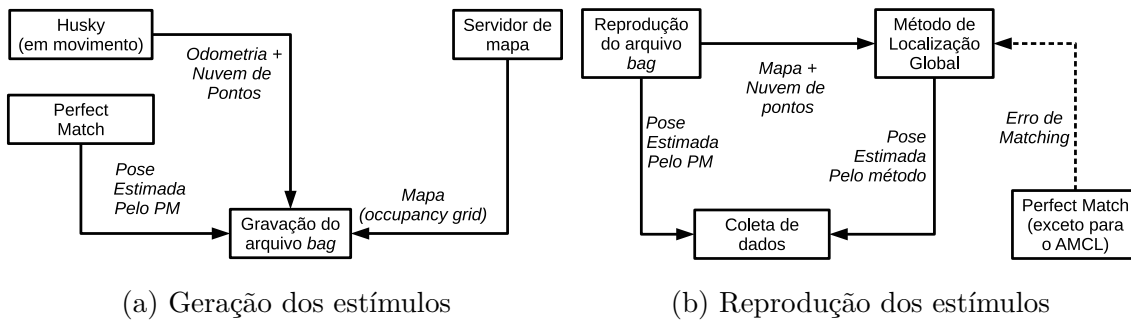 Husky
(em movimento)
Odometria +
Nuvem de
Pontos
Servidor de
mapa
Perfect
Match
Pose
Estimada
Pelo PM
Mapa
(occupancy grid)
Gravação do
arquivo bag
(a) Geração dos estímulos
Reprodução
do arquivo
bag
Mapa +
Nuvem de
pontos
Método de
Localização
Global
Pose
Estimada
Pelo PM
Pose
Estimada
Pelo método
Erro de
Matching
Coleta de
dados
Perfect Match
(exceto para
o AMCL)
(b) Reprodução dos estímulos